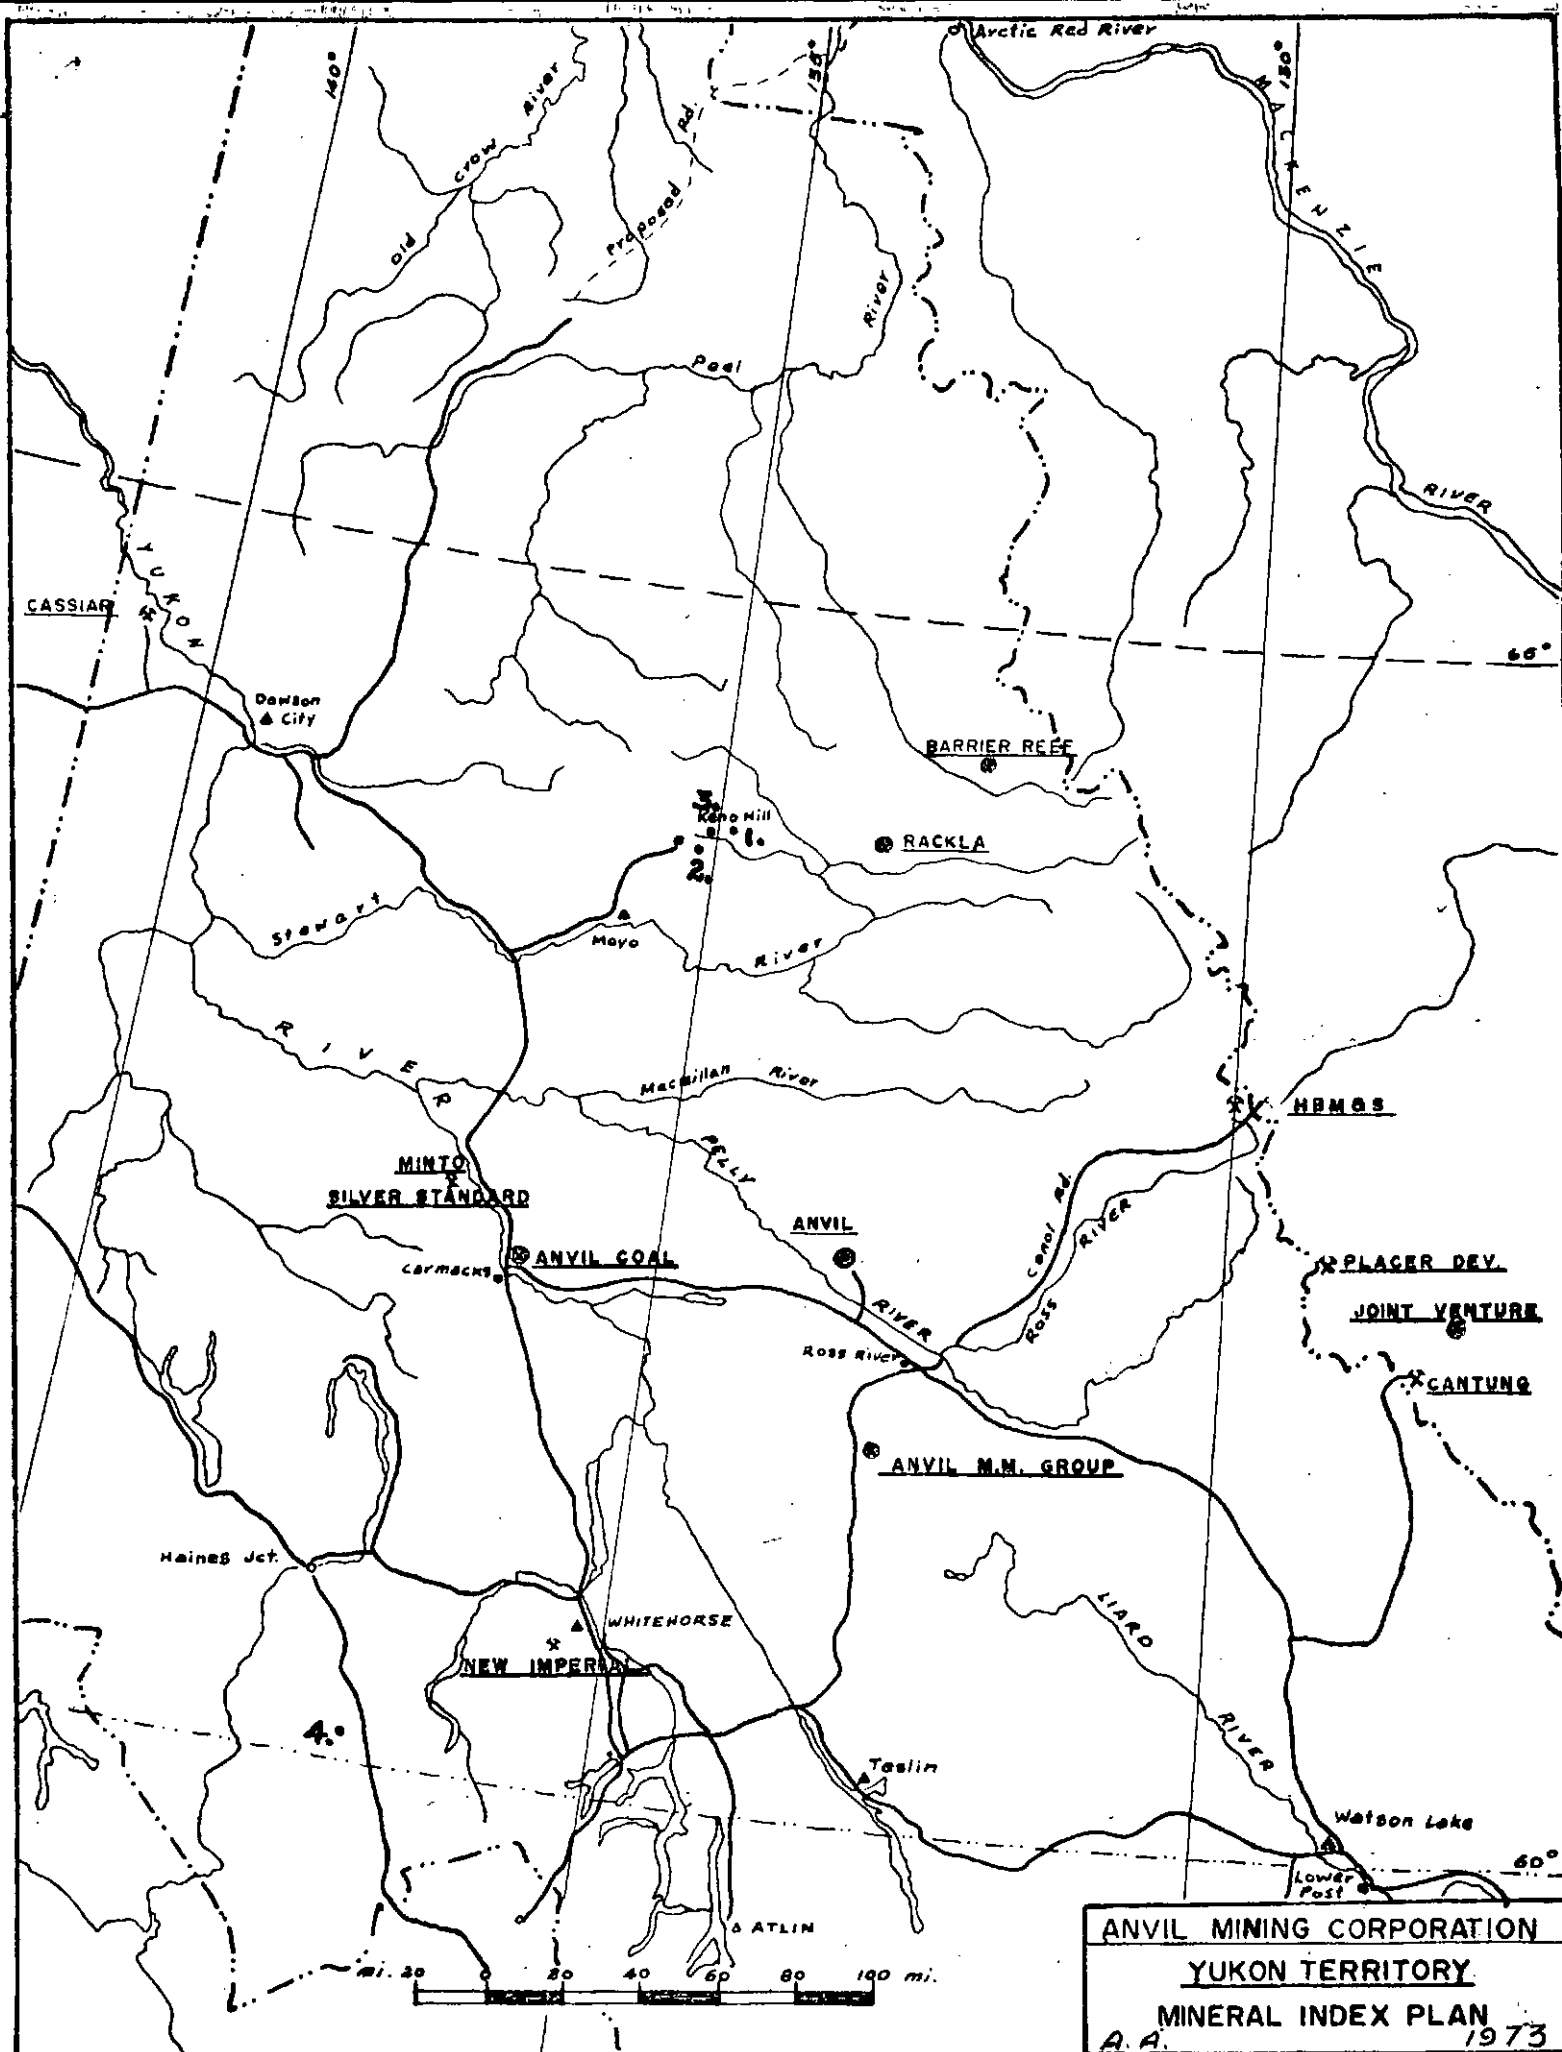 Arctic Red River
140°
135°
130°
Old Crow River
Proposed Rd.
MACKENZIE
River
Peel
RIVER
YUKON
CASSIAR
66°
Dawson
City
BARRIER REEF
3.
Keno Hill
1.
2.
RACKLA
Stewart
Mayo
River
RIVER
Macmillan River
HBMGS
PELLY
MINTO
SILVER STANDARD
Canol Rd.
ANVIL
ROSS RIVER
ANVIL COAL
Carmacks
PLACER DEV.
RIVER
JOINT VENTURE
Ross River
CANTUNG
ANVIL M.M. GROUP
Haines Jct.
LIARD
WHITEHORSE
NEW IMPERIAL
4.
RIVER
Teslin
Watson Lake
60°
Lower
Post
ATLIN
mi. 20 0 20 40 60 80 100 mi.
ANVIL MINING CORPORATION
YUKON TERRITORY
MINERAL INDEX PLAN
A.A. 1973